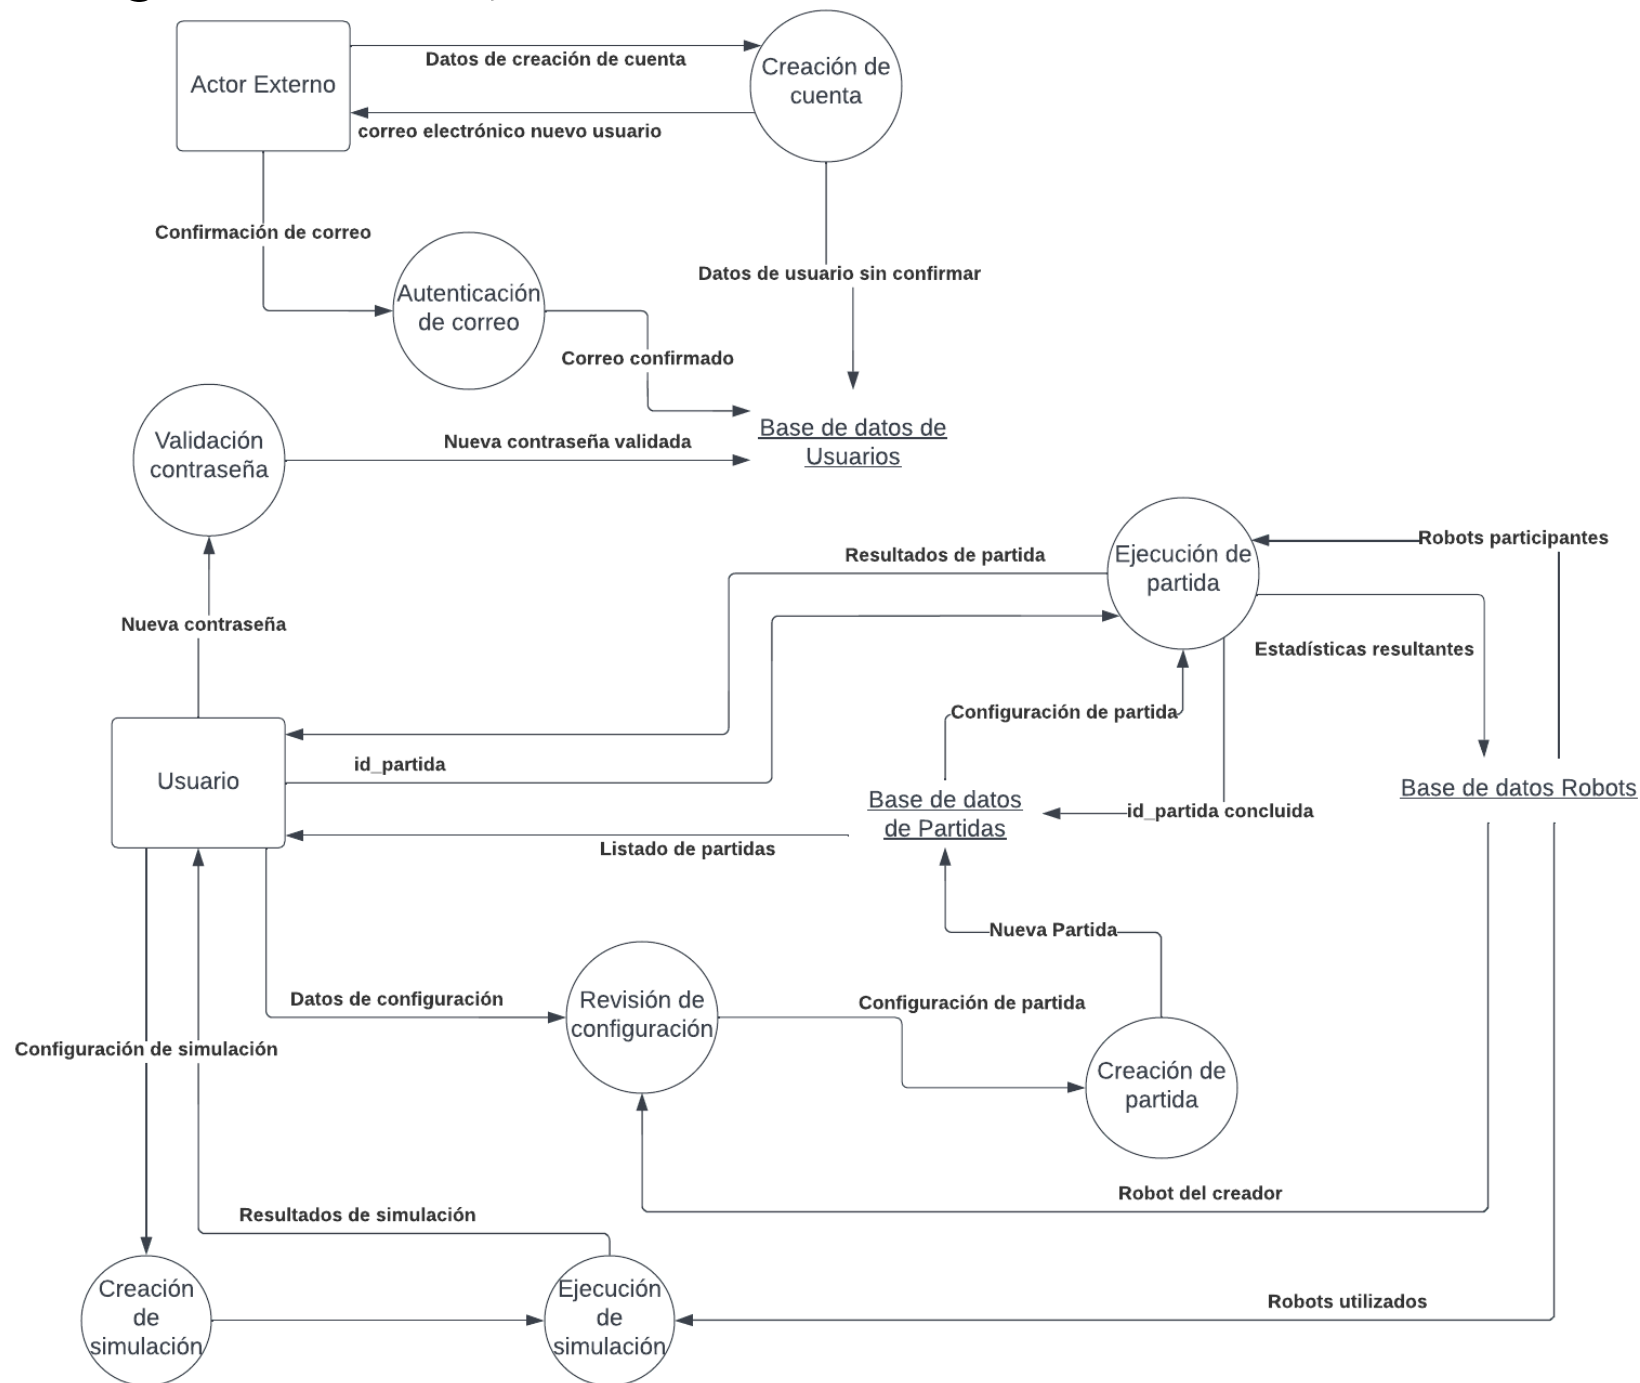 Datos de creación de cuenta
Creación de
cuenta
Actor Externo
correo electrónico nuevo usuario
Confirmación de correo
Datos de usuario sin confirmar
Autenticación
de correo
Correo confirmado
Base de datos de
Usuarios
Validación
contraseña
Nueva contraseña validada
Robots participantes
Ejecución de
partida
Resultados de partida
Nueva contraseña
Estadísticas resultantes
Configuración de partida
id_partida
Usuario
Base de datos Robots
Base de datos
de Partidas
id_partida concluida
Listado de partidas
Nueva Partida
Datos de configuración
Revisión de
configuración
Configuración de partida
Configuración de simulación
Creación de
partida
Robot del creador
Resultados de simulación
Creación
de
simulación
Ejecución
de
simulación
Robots utilizados